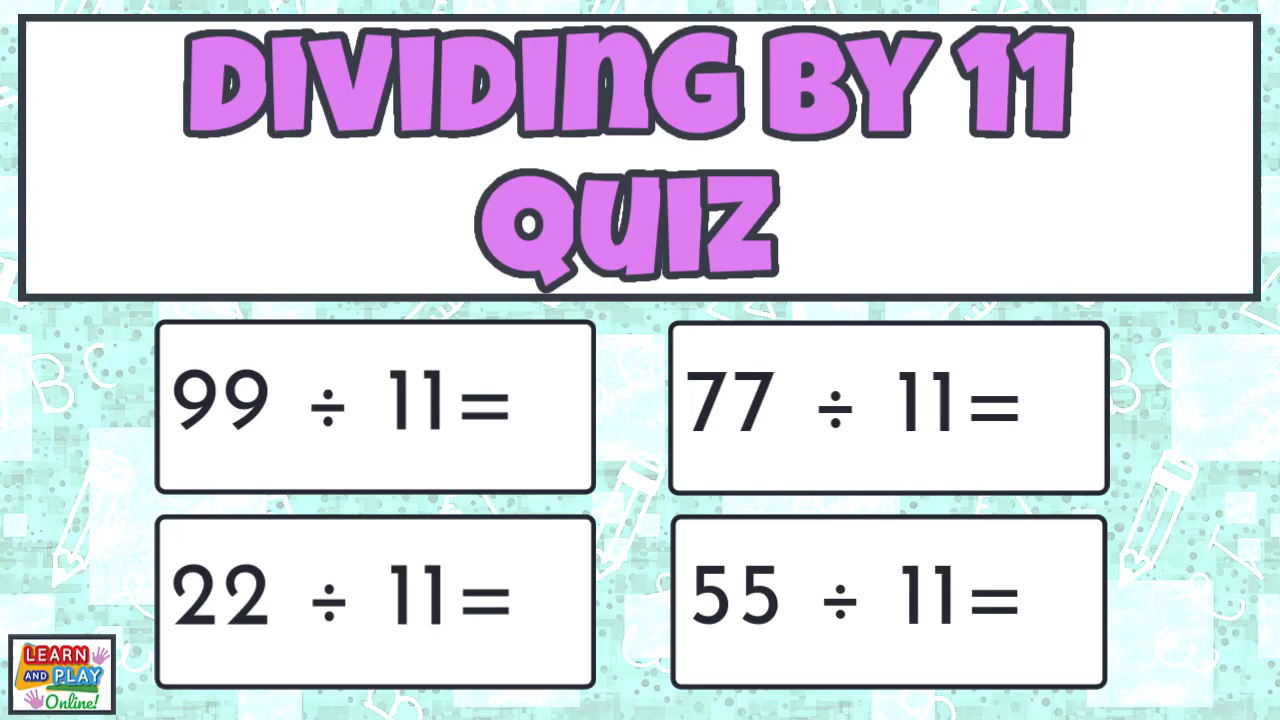 DIVIDING BY 11
QUIZ
99 ÷ 11=
77 ÷ 11=
22 ÷ 11=
55 ÷ 11=
LEARN
AND PLAY
Online!